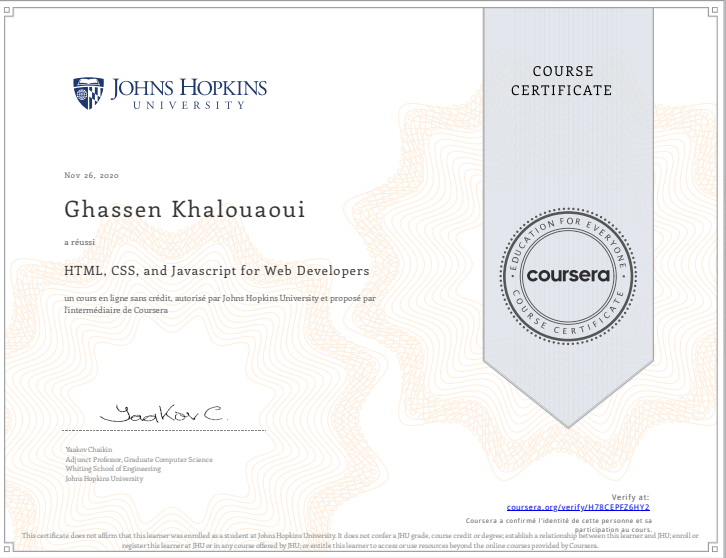 JOHNS HOPKINS
UNIVERSITY
COURSE
CERTIFICATE
Nov 26, 2020
Ghassen Khalouaoui
a réussi
HTML, CSS, and Javascript for Web Developers
un cours en ligne sans crédit, autorisé par Johns Hopkins University et proposé par
l'intermédiaire de Coursera
EDUCATION FOR EVERYONE
coursera
COURSE CERTIFICATE
Yaakov C.
Yaakov Chaikin
Adjunct Professor, Graduate Computer Science
Whiting School of Engineering
Johns Hopkins University
Verify at:
coursera.org/verify/H78CEPFZ6HY2
Coursera a confirmé l'identité de cette personne et sa
participation au cours.
This certificate does not affirm that this learner was enrolled as a student at Johns Hopkins University. It does not confer a JHU grade, course credit or degree; establish a relationship between this learner and JHU; enroll or
register this learner at JHU or in any course offered by JHU; or entitle this learner to access or use resources beyond the online courses provided by Coursera.